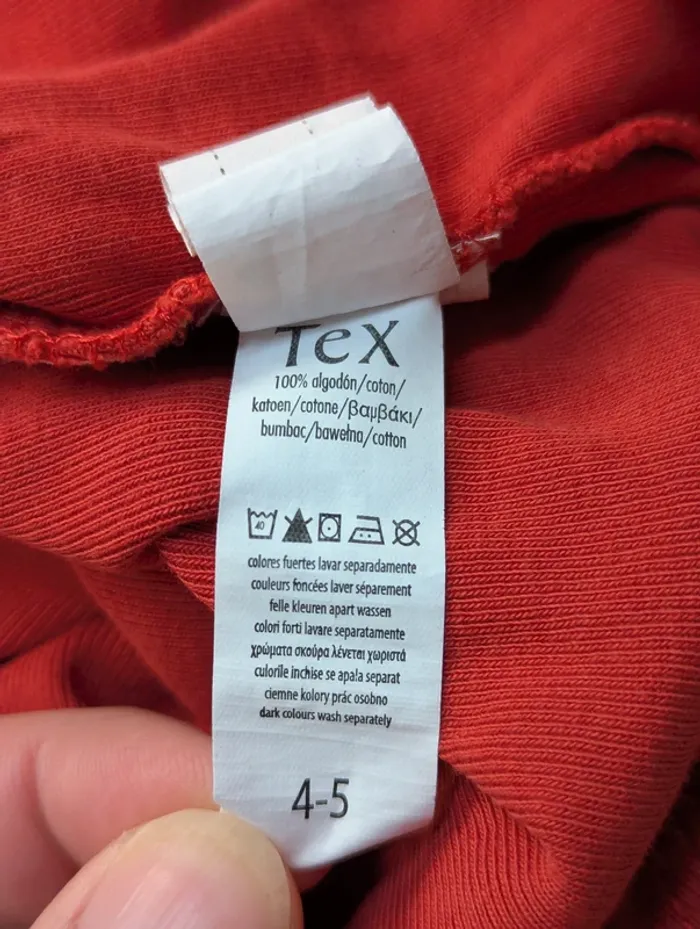 TeX
100% algodón/coton/
katoen/cotone/βαμβάκι/
bumbac/bawełna/cotton
40
colores fuertes lavar separadamente
couleurs foncées laver séparement
felle kleuren apart wassen
colori forti lavare separatamente
χρώματα σκούρα λένεται χωριστά
culorile inchise se apala separat
ciemne kolory prác osobno
dark colours wash separately
4-5